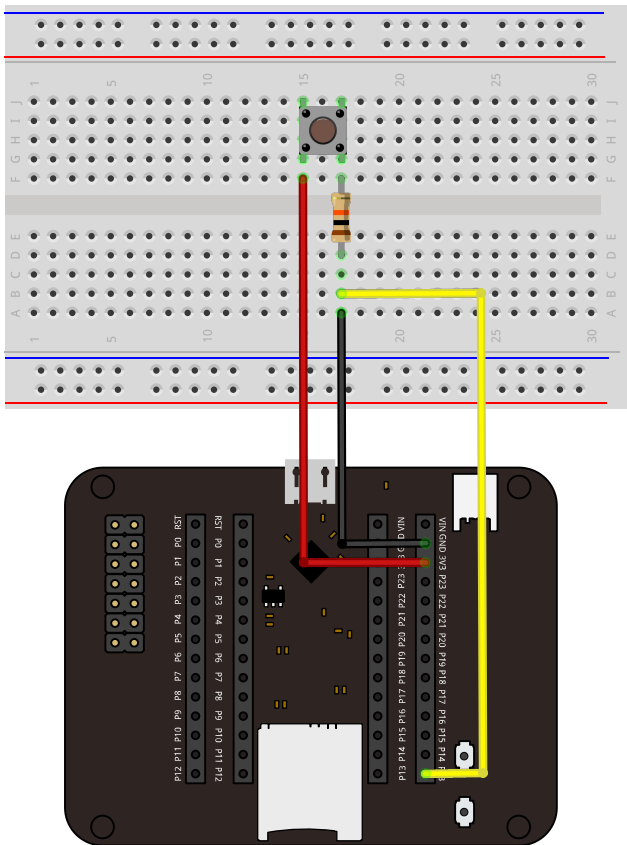 1 5 10 15 20 25 30
J J
I I
H H
G G
F F
E E
D D
C C
B B
A A
1 5 10 20 25 30
RST RST VIN VIN
P0 P0 GND
P1 P1 3V3
P2 P2 P23 P23
P3 P3 P22 P22
P4 P4 P21 P21
P5 P5 P20 P20
P6 P6 P19 P19
P7 P7 P18 P18
P8 P8 P17 P17
P9 P9 P16 P16
P10 P10 P15 P15
P11 P11 P14 P14
P12 P12 P13